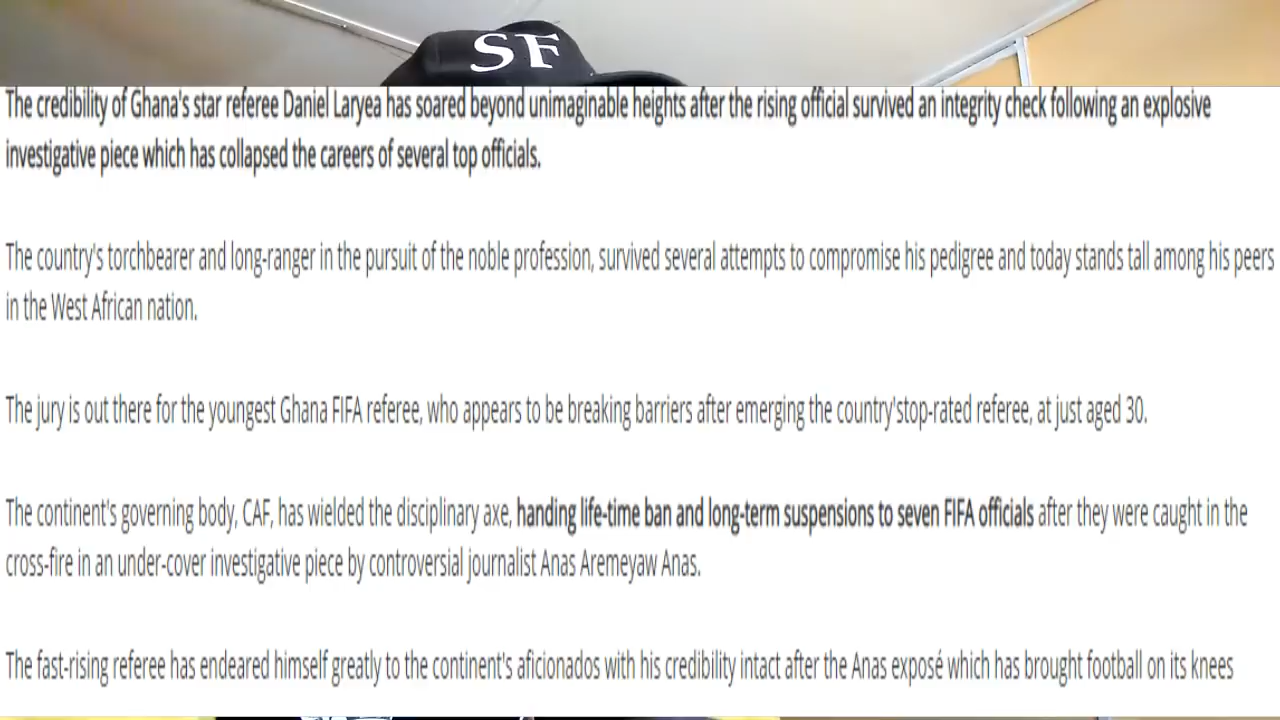 SF
The credibility of Ghana's star referee Daniel Laryea has soared beyond unimaginable heights after the rising official survived an integrity check following an explosive
investigative piece which has collapsed the careers of several top officials.
The country's torchbearer and long-ranger in the pursuit of the noble profession, survived several attempts to compromise his pedigree and today stands tall among his peers
in the West African nation.
The jury is out there for the youngest Ghana FIFA referee, who appears to be breaking barriers after emerging the country'stop-rated referee, at just aged 30.
The continent's governing body, CAF, has wielded the disciplinary axe, handing life-time ban and long-term suspensions to seven FIFA officials after they were caught in the
cross-fire in an under-cover investigative piece by controversial journalist Anas Aremeyaw Anas.
The fast-rising referee has endeared himself greatly to the continent's aficionados with his credibility intact after the Anas exposé which has brought football on its knees